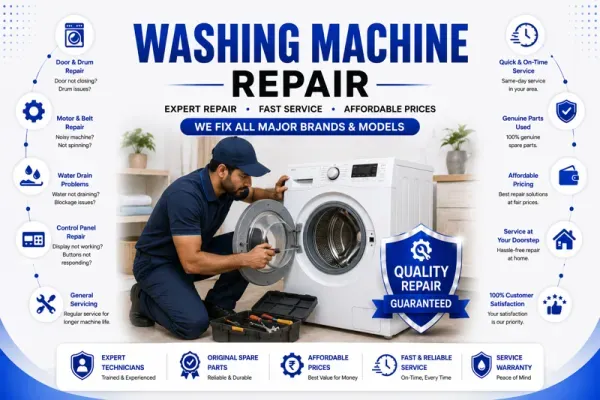 WASHING MACHINE
REPAIR
EXPERT REPAIR • FAST SERVICE • AFFORDABLE PRICES
WE FIX ALL MAJOR BRANDS & MODELS
Door & Drum
Repair
Door not closing?
Drum issues?
Motor & Belt
Repair
Noisy machine?
Not spinning?
Water Drain
Problems
Water not draining?
Blockage issues?
Control Panel
Repair
Display not working?
Buttons not
responding?
General
Servicing
Regular service for
longer machine life.
Quick & On-Time
Service
Same-day service
in your area.
Genuine Parts
Used
100% genuine
spare parts.
Affordable
Pricing
Best repair solutions
at fair prices.
Service at
Your Doorstep
Hassle-free repair
at home.
100% Customer
Satisfaction
Your satisfaction
is our priority.
QUALITY
REPAIR
GUARANTEED
EXPERT
TECHNICIANS
Trained & Experienced
ORIGINAL SPARE
PARTS
Reliable & Durable
₹
AFFORDABLE
PRICES
Best Value for Money
FAST & RELIABLE
SERVICE
On-Time, Every Time
SERVICE
WARRANTY
Peace of Mind